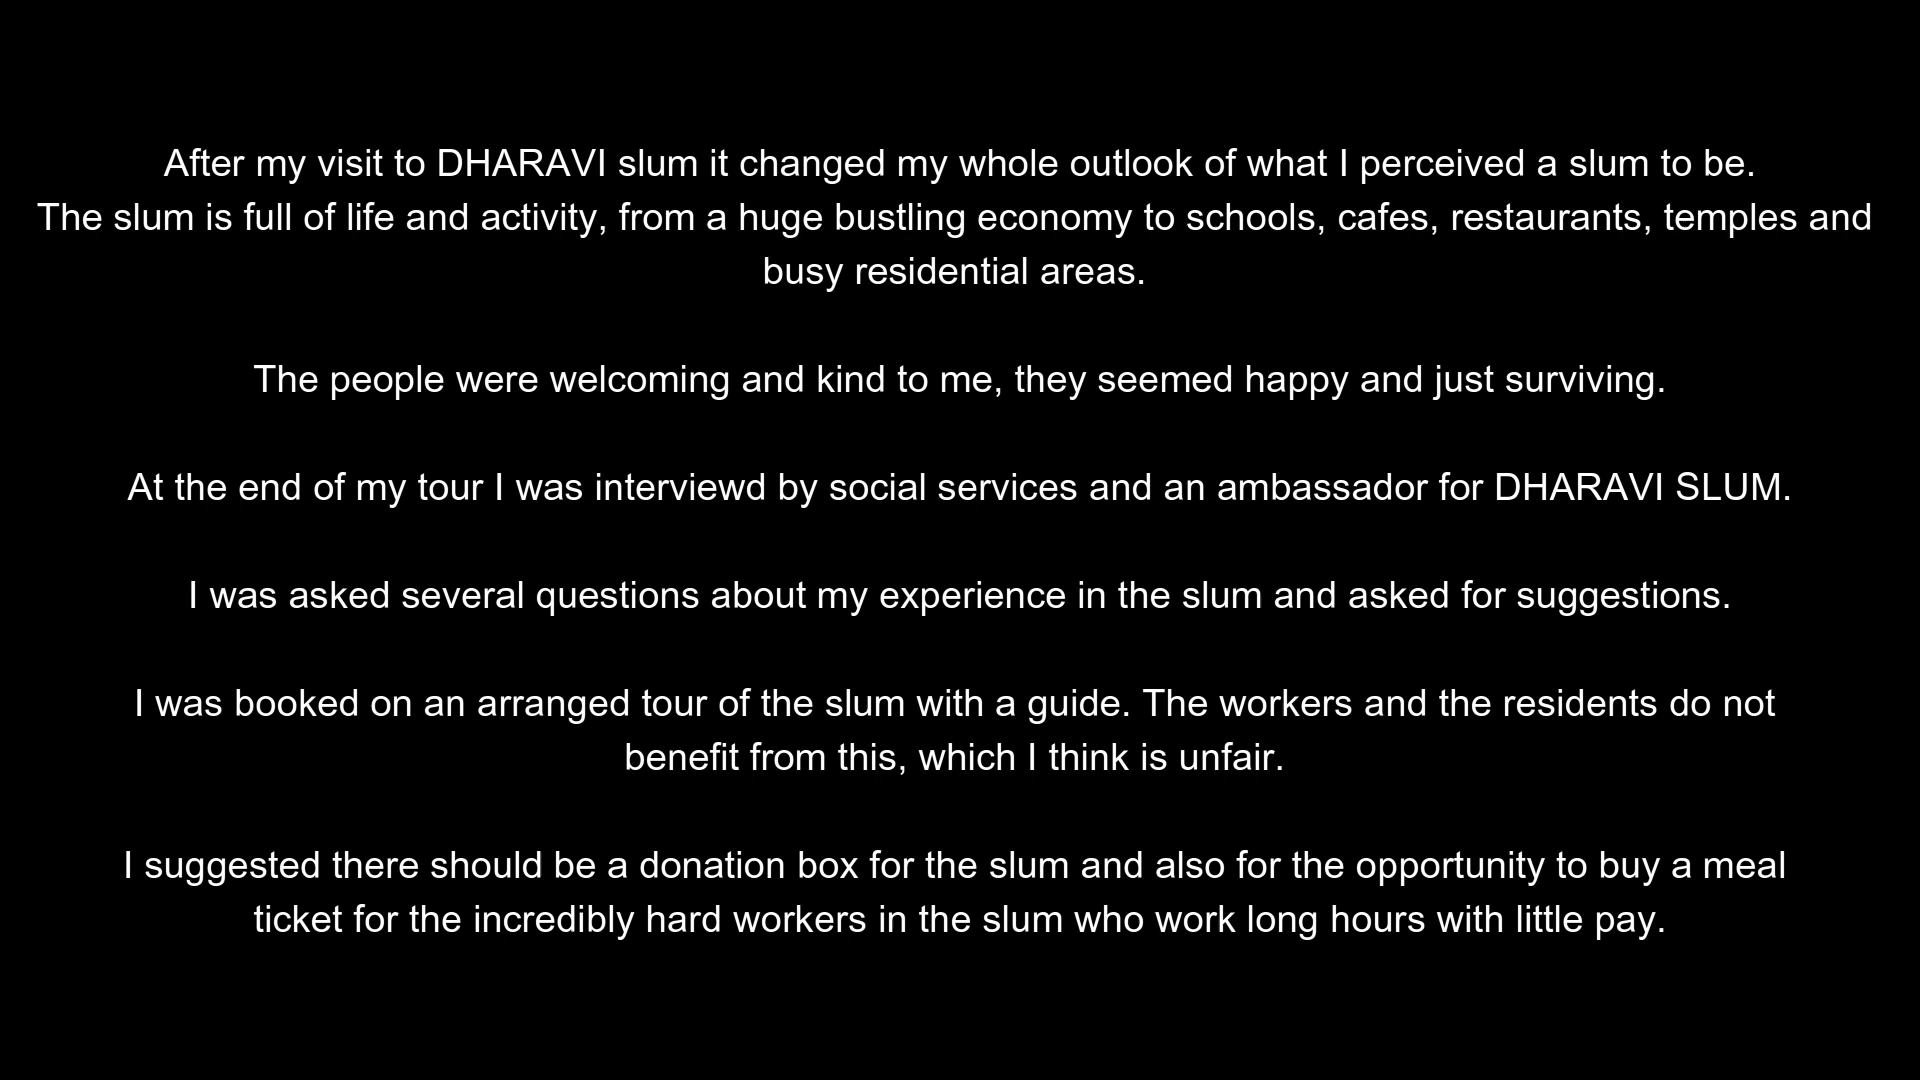 After my visit to DHARAVI slum it changed my whole outlook of what I perceived a slum to be.
The slum is full of life and activity, from a huge bustling economy to schools, cafes, restaurants, temples and
busy residential areas.
The people were welcoming and kind to me, they seemed happy and just surviving.
At the end of my tour I was interviewd by social services and an ambassador for DHARAVI SLUM.
I was asked several questions about my experience in the slum and asked for suggestions.
I was booked on an arranged tour of the slum with a guide. The workers and the residents do not
benefit from this, which I think is unfair.
I suggested there should be a donation box for the slum and also for the opportunity to buy a meal
ticket for the incredibly hard workers in the slum who work long hours with little pay.